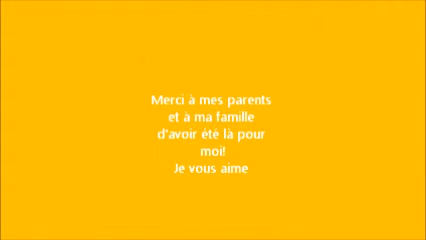 Merci à mes parents
et à ma famille
d'avoir été là pour
moi!
Je vous aime